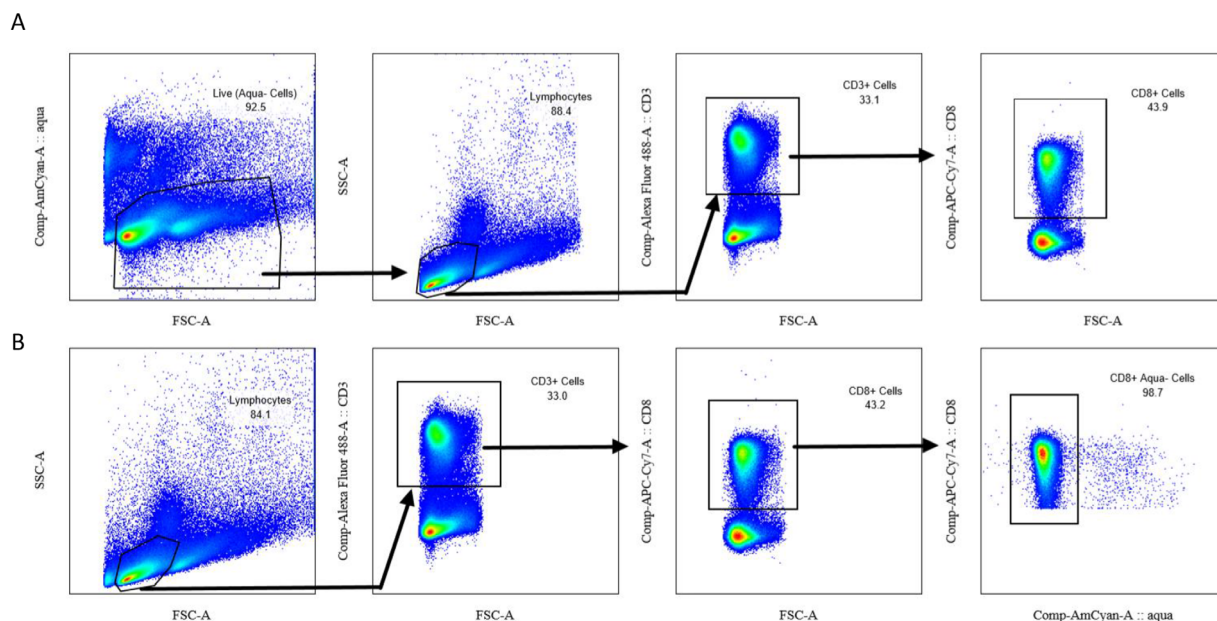 A
Comp-AmCyan-A :: aqua
Live (Aqua- Cells)
92.5
FSC-A
SSC-A
Lymphocytes
88.4
FSC-A
Comp-Alexa Fluor 488-A :: CD3
CD3+ Cells
33.1
FSC-A
Comp-APC-Cy7-A :: CD8
CD8+ Cells
43.9
FSC-A
B
SSC-A
Lymphocytes
84.1
FSC-A
Comp-Alexa Fluor 488-A :: CD3
CD3+ Cells
33.0
FSC-A
Comp-APC-Cy7-A :: CD8
CD8+ Cells
43.2
FSC-A
Comp-APC-Cy7-A :: CD8
CD8+ Aqua- Cells
98.7
Comp-AmCyan-A :: aqua